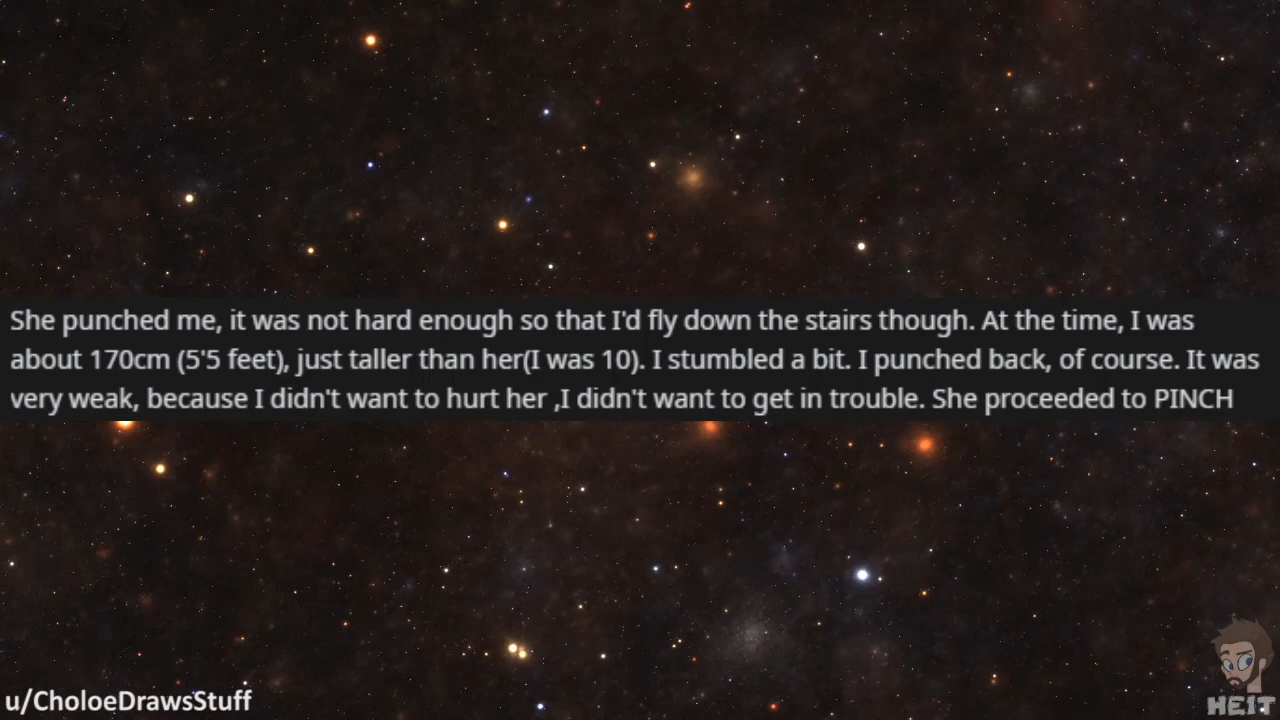 She punched me, it was not hard enough so that I'd fly down the stairs though. At the time, I was
about 170cm (5'5 feet), just taller than her(I was 10). I stumbled a bit. I punched back, of course. It was
very weak, because I didn't want to hurt her ,I didn't want to get in trouble. She proceeded to PINCH
u/CholoeDrawsStuff
HEIT